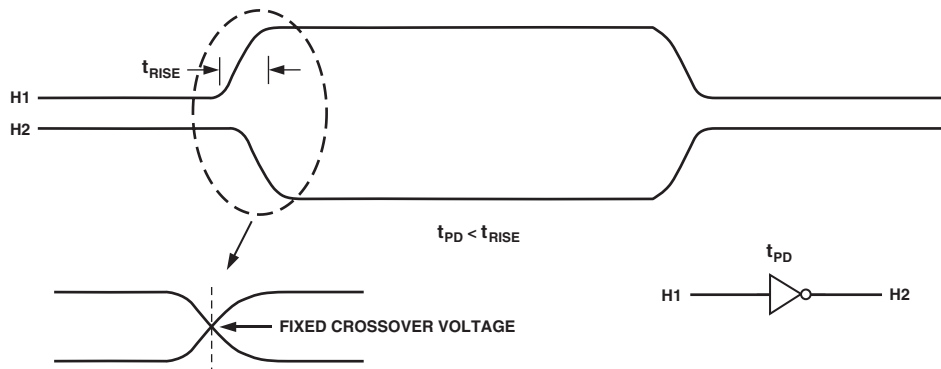 tRISE
H1
H2
tPD < tRISE
tPD
H1
H2
FIXED CROSSOVER VOLTAGE